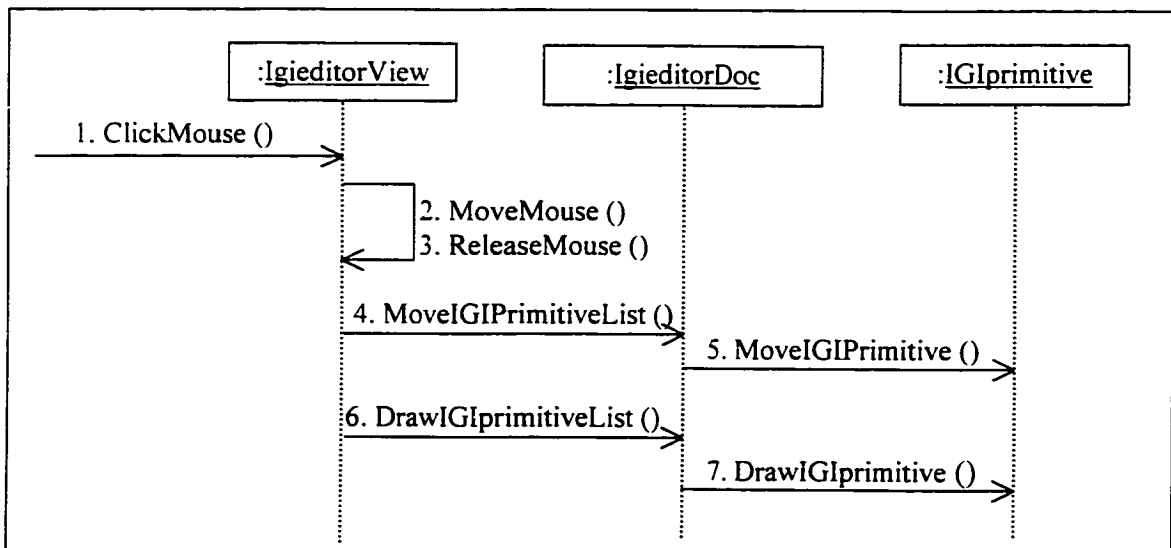 :IgieditorView
:IgieditorDoc
:IGIprimitive
1. ClickMouse ()
2. MoveMouse ()
3. ReleaseMouse ()
4. MoveIGIPrimitiveList ()
5. MoveIGIPrimitive ()
6. DrawIGIprimitiveList ()
7. DrawIGIprimitive ()